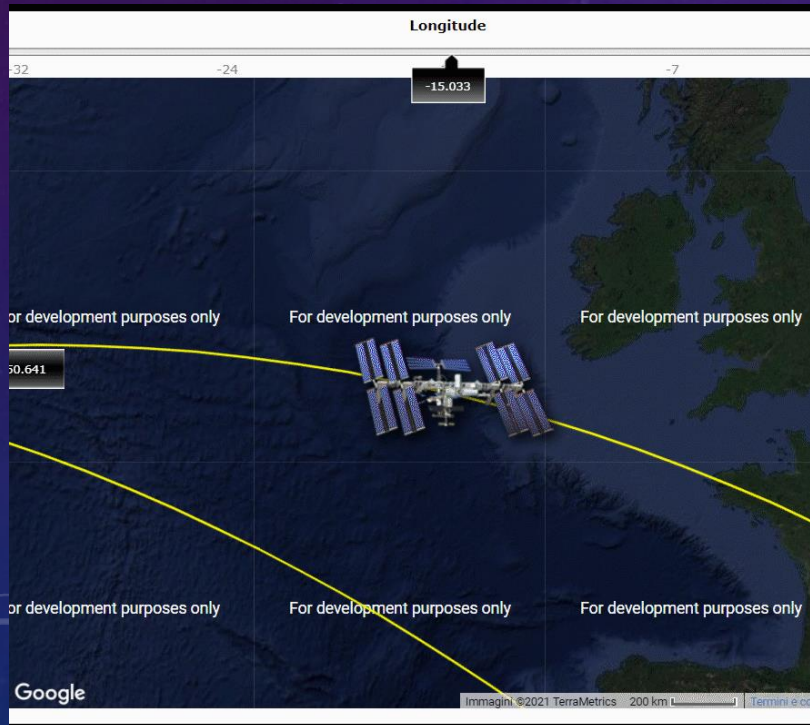 Longitude
-32 -24 -7
-15.033
or development purposes only For development purposes only For development purposes only
50.641
or development purposes only For development purposes only For development purposes only
Google
Immagini ©2021 TerraMetrics 200 km Termini e co